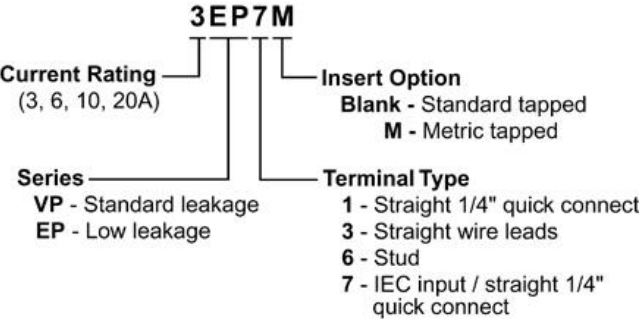 3EP7M
Current Rating
(3, 6, 10, 20A)
Insert Option
Blank - Standard tapped
M - Metric tapped
Series
VP - Standard leakage
EP - Low leakage
Terminal Type
1 - Straight 1/4" quick connect
3 - Straight wire leads
6 - Stud
7 - IEC input / straight 1/4"
quick connect